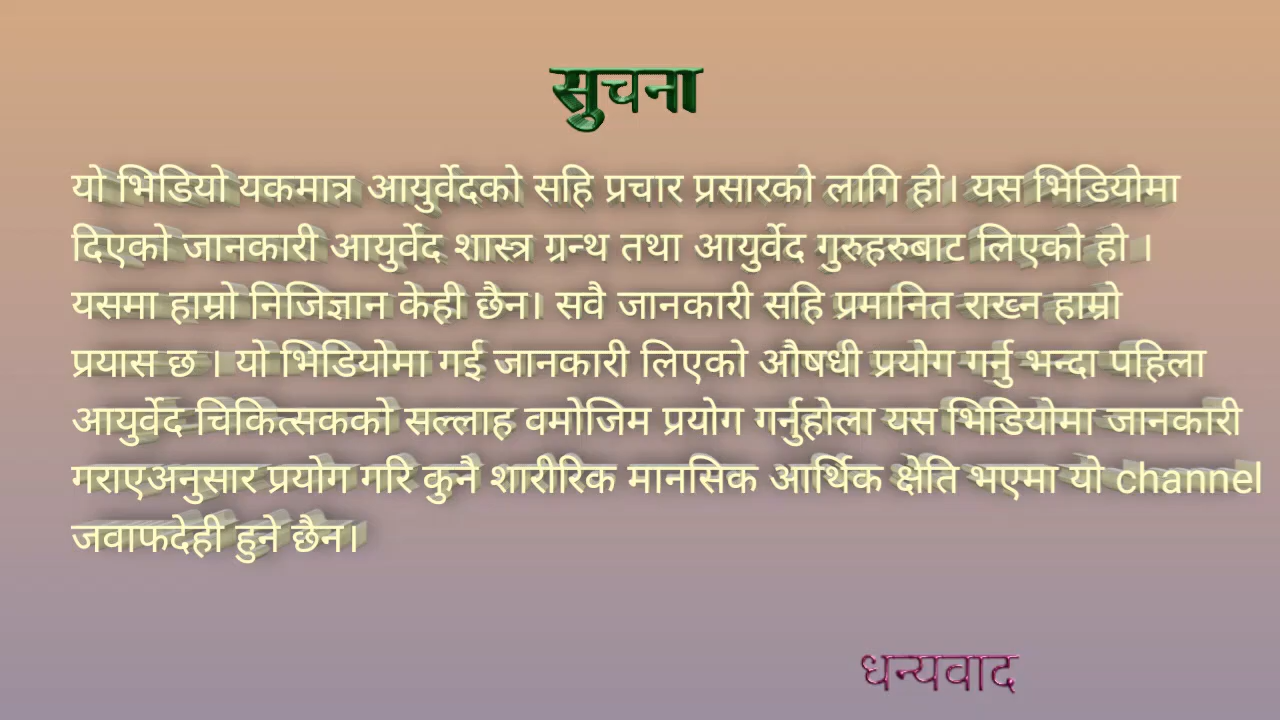 सुचना
यो भिडियो यकमात्र आयुर्वेदको सहि प्रचार प्रसारको लागि हो। यस भिडियोमा
दिएको जानकारी आयुर्वेद शास्त्र ग्रन्थ तथा आयुर्वेद गुरुहरुबाट लिएको हो ।
यसमा हाम्रो निजिज्ञान केही छैन। सवै जानकारी सहि प्रमानित राख्न हाम्रो
प्रयास छ । यो भिडियोमा गई जानकारी लिएको औषधी प्रयोग गर्नु भन्दा पहिला
आयुर्वेद चिकित्सकको सल्लाह वमोजिम प्रयोग गर्नुहोला यस भिडियोमा जानकारी
गराएअनुसार प्रयोग गरि कुनै शारीरिक मानसिक आर्थिक क्षेति भएमा यो channel
जवाफदेही हुने छैन।
धन्यवाद